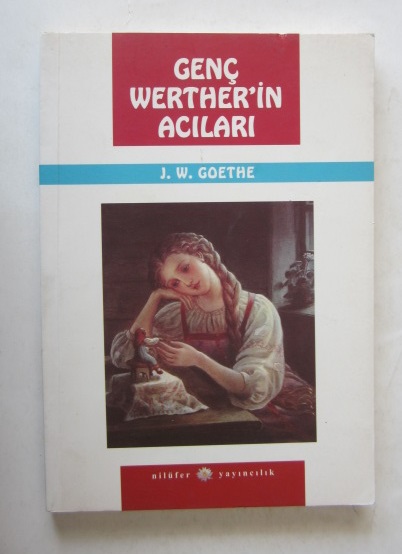 GENÇ
WERTHER'İN
ACILARI
J. W. GOETHE
nilüfer yayıncılık